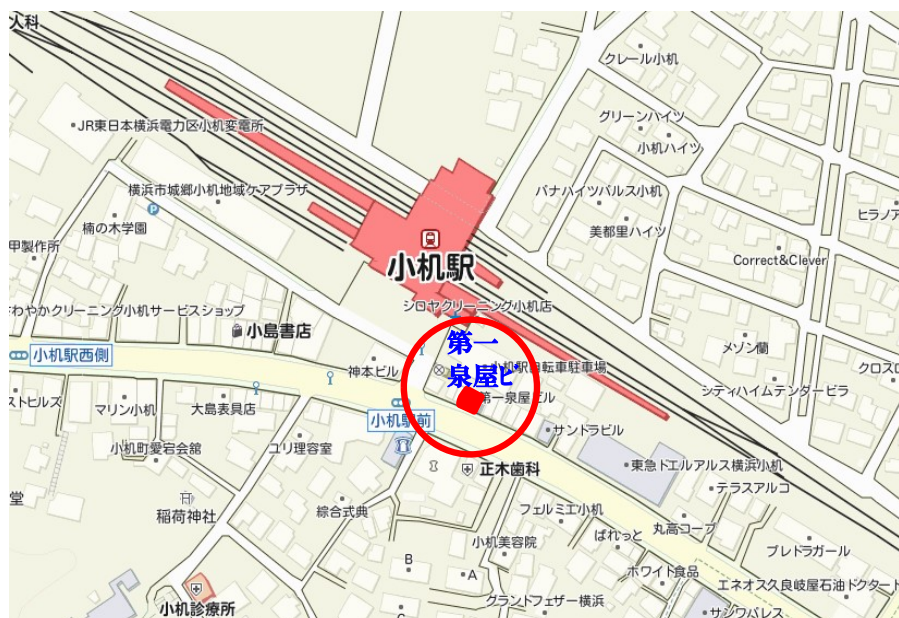 人科
クレール小机
・JR東日本横浜電力区小机変電所
グリーンハイツ
小机ハイツ
横浜市城郷小机地域ケアプラザ
バナハイツパルス小机
P
楠の木学園
美都里ハイツ
ヒラノア
甲製作所
Correct&Clever
小机駅
シロヤクリーニング小机店
わやかクリーニング小机サービスショップ
小島書店
第一
泉屋ビ
小机駅西側
神本ビル
小机駅自転車駐車場
メゾン蘭
クロスロ
シティハイムテンダービラ
ストヒルズ
マリン小机
大島表具店
小机駅前
第一泉屋ビル
サンドラビル
小机町愛宕会館
ユリ理容室
正木歯科
東急ドエルアルス横浜小机
テラスアルコ
堂
稲荷神社
綜合式典
フェルミエ小机
丸高コープ
小机美容院
ぱれっと
プレドラガール
B
A
ホワイト食品
エネオス久良岐屋石油ドクタート
小机診療所
C
グランドフェザー横浜
サンワパレス